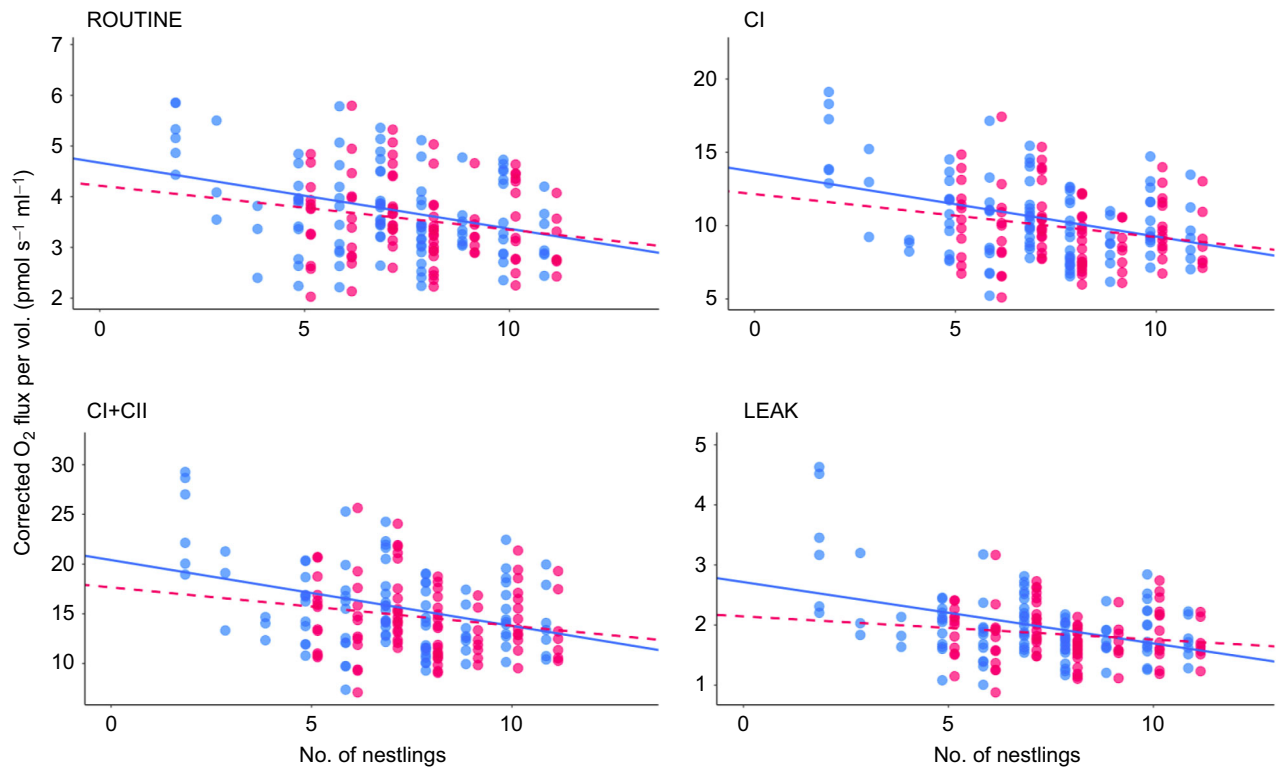 ROUTINE
7
6
5
4
3
2
0 5 10
CI
20
15
10
5
0 5 10
Corrected O₂ flux per vol. (pmol s⁻¹ ml⁻¹)
CI+CII
30
25
20
15
10
0 5 10
No. of nestlings
LEAK
5
4
3
2
1
0 5 10
No. of nestlings